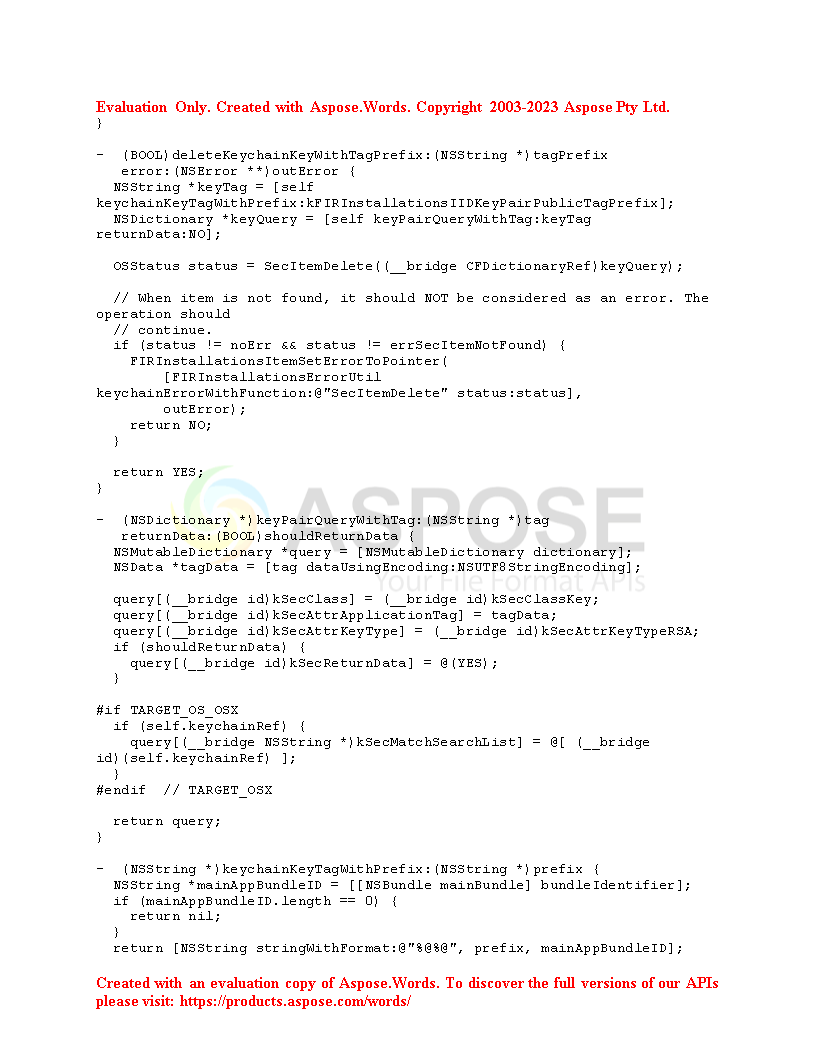 Evaluation Only. Created with Aspose.Words. Copyright 2003-2023 Aspose Pty Ltd.
}
-  (BOOL)deleteKeychainKeyWithTagPrefix:(NSString *)tagPrefix
   error:(NSError **)outError {
  NSString *keyTag = [self
keychainKeyTagWithPrefix:kFIRInstallationsIIDKeyPairPublicTagPrefix];
  NSDictionary *keyQuery = [self keyPairQueryWithTag:keyTag
returnData:NO];
  OSStatus status = SecItemDelete((__bridge CFDictionaryRef)keyQuery);
  // When item is not found, it should NOT be considered as an error. The
operation should
  // continue.
  if (status != noErr && status != errSecItemNotFound) {
    FIRInstallationsItemSetErrorToPointer(
        [FIRInstallationsErrorUtil
keychainErrorWithFunction:@"SecItemDelete" status:status],
        outError);
    return NO;
  }
  return YES;
}
ASPOSE
Your File Format APIs
-  (NSDictionary *)keyPairQueryWithTag:(NSString *)tag
   returnData:(BOOL)shouldReturnData {
  NSMutableDictionary *query = [NSMutableDictionary dictionary];
  NSData *tagData = [tag dataUsingEncoding:NSUTF8StringEncoding];
  query[(__bridge id)kSecClass] = (__bridge id)kSecClassKey;
  query[(__bridge id)kSecAttrApplicationTag] = tagData;
  query[(__bridge id)kSecAttrKeyType] = (__bridge id)kSecAttrKeyTypeRSA;
  if (shouldReturnData) {
    query[(__bridge id)kSecReturnData] = @(YES);
  }
#if TARGET_OS_OSX
  if (self.keychainRef) {
    query[(__bridge NSString *)kSecMatchSearchList] = @[ (__bridge
id)(self.keychainRef) ];
  }
#endif  // TARGET_OSX
  return query;
}
-  (NSString *)keychainKeyTagWithPrefix:(NSString *)prefix {
  NSString *mainAppBundleID = [[NSBundle mainBundle] bundleIdentifier];
  if (mainAppBundleID.length == 0) {
    return nil;
  }
  return [NSString stringWithFormat:@"%@%@", prefix, mainAppBundleID];
Created with an evaluation copy of Aspose.Words. To discover the full versions of our APIs
please visit: https://products.aspose.com/words/